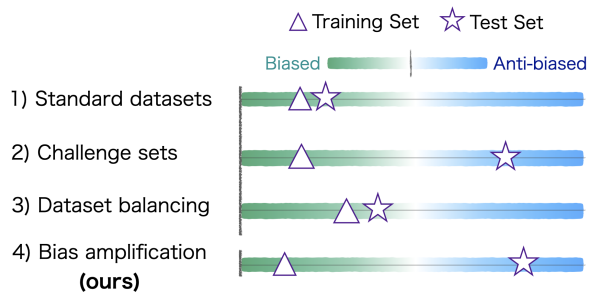 Training Set Test Set
Biased Anti-biased
1) Standard datasets
2) Challenge sets
3) Dataset balancing
4) Bias amplification
(ours)